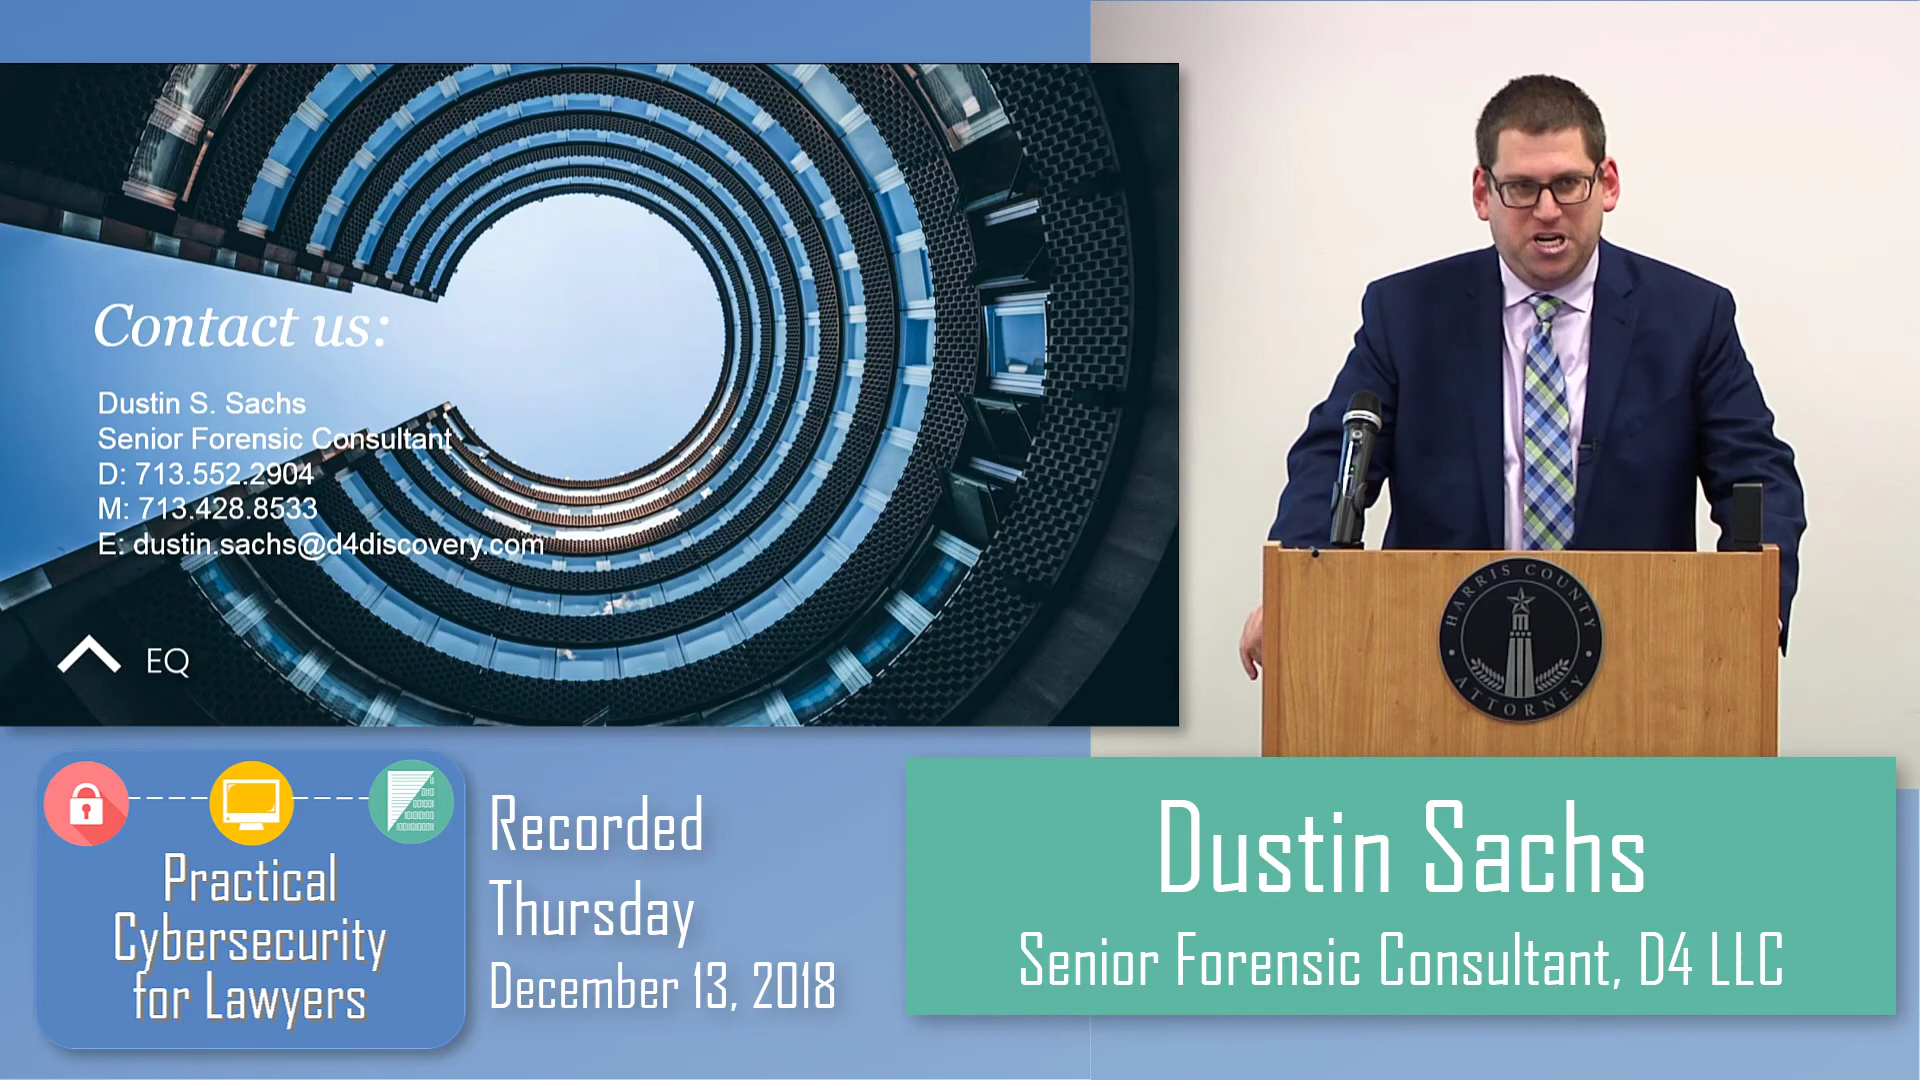 Contact us:
Dustin S. Sachs
Senior Forensic Consultant
D: 713.552.2904
M: 713.428.8533
E: dustin.sachs@d4discovery.com
EQ
HARRIS COUNTY
ATTORNEY
Practical
Cybersecurity
for Lawyers
Recorded
Thursday
December 13, 2018
Dustin Sachs
Senior Forensic Consultant, D4 LLC